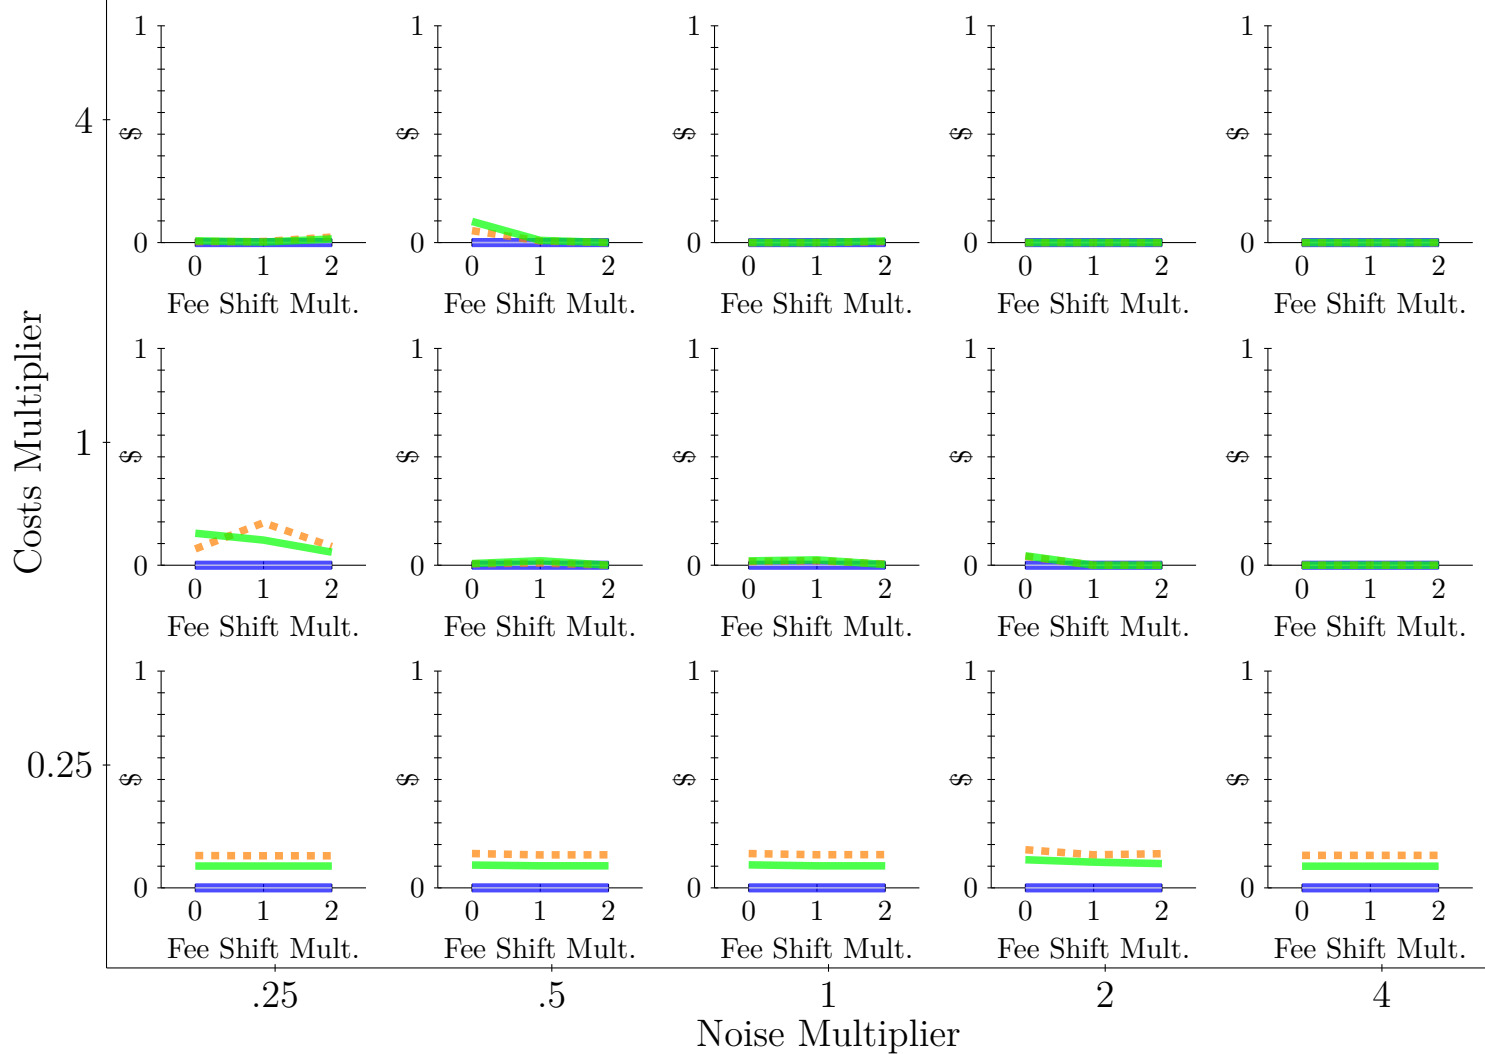 1 1 1 1 1
4 $ $ $ $ $
0 0 0 0 0
0 1 2 0 1 2 0 1 2 0 1 2 0 1 2
Fee Shift Mult. Fee Shift Mult. Fee Shift Mult. Fee Shift Mult. Fee Shift Mult.
Costs Multiplier
1 1 1 1 1
1 $ $ $ $ $
0 0 0 0 0
0 1 2 0 1 2 0 1 2 0 1 2 0 1 2
Fee Shift Mult. Fee Shift Mult. Fee Shift Mult. Fee Shift Mult. Fee Shift Mult.
1 1 1 1 1
0.25 $ $ $ $ $
0 0 0 0 0
0 1 2 0 1 2 0 1 2 0 1 2 0 1 2
Fee Shift Mult. Fee Shift Mult. Fee Shift Mult. Fee Shift Mult. Fee Shift Mult.
.25 .5 1 2 4
Noise Multiplier